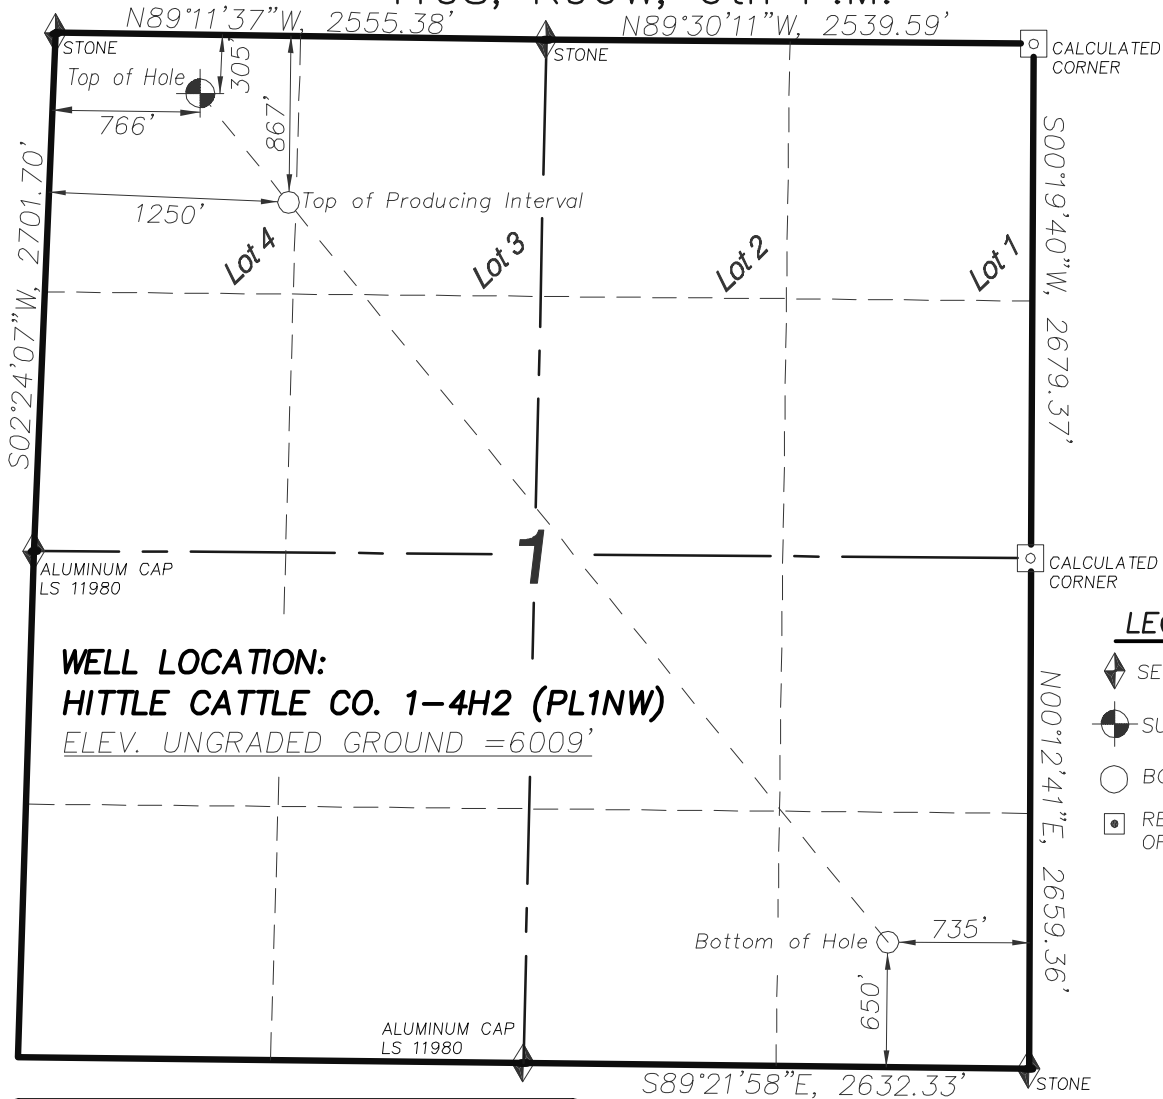 N89°11'37"W, 2555.38'
N89°30'11"W, 2539.59'
STONE
STONE
CALCULATED
CORNER
Top of Hole
305'
766'
867'
S00°19'40"W, 2679.37'
S02°24'07"W, 2701.70'
1250'
Top of Producing Interval
Lot 4
Lot 3
Lot 2
Lot 1
1
ALUMINUM CAP
LS 11980
CALCULATED
CORNER
WELL LOCATION:
HITTLE CATTLE CO. 1-4H2 (PL1NW)
ELEV. UNGRADED GROUND =6009'
N00°12'41"E, 2659.36'
Bottom of Hole
735'
650'
ALUMINUM CAP
LS 11980
S89°21'58"E, 2632.33'
STONE